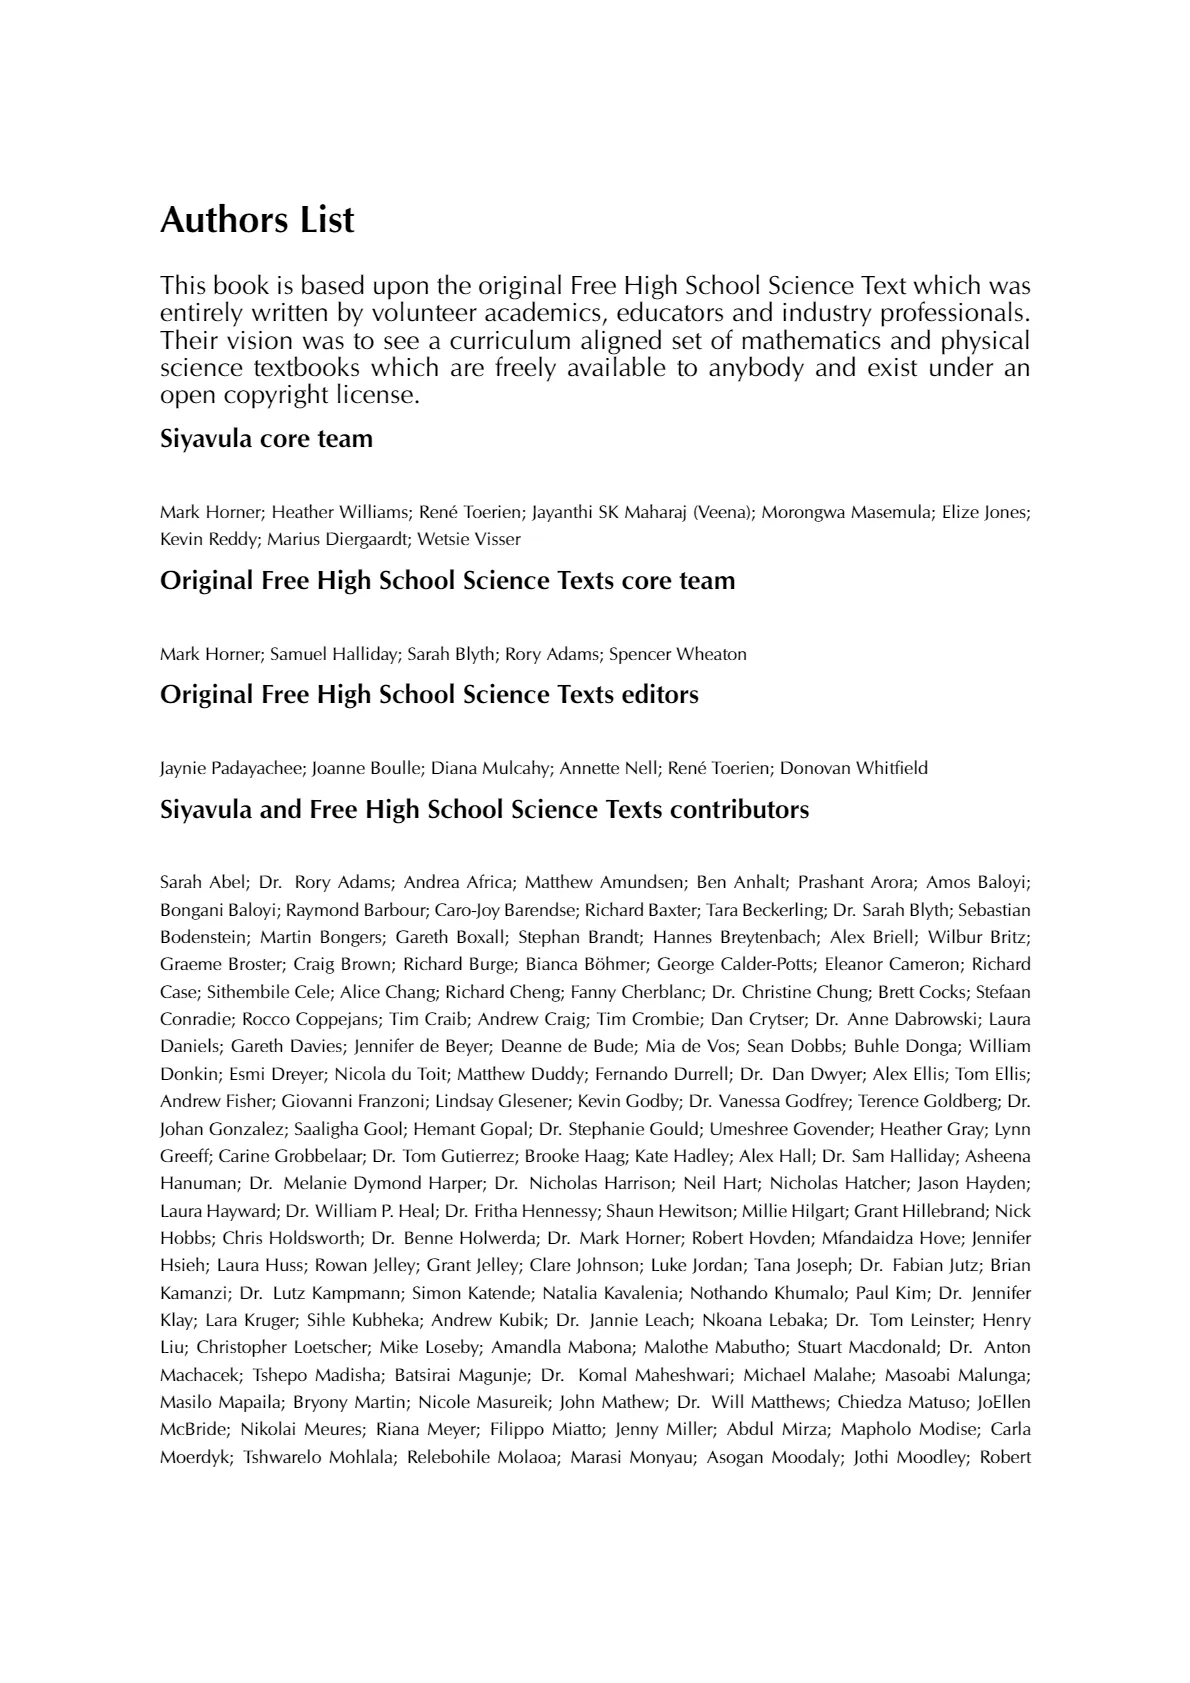 Authors List
This book is based upon the original Free High School Science Text which was
entirely written by volunteer academics, educators and industry professionals.
Their vision was to see a curriculum aligned set of mathematics and physical
science textbooks which are freely available to anybody and exist under an
open copyright license.
Siyavula core team
Mark Horner; Heather Williams; René Toerien; Jayanthi SK Maharaj (Veena); Morongwa Masemula; Elize Jones;
Kevin Reddy; Marius Diergaardt; Wetsie Visser
Original Free High School Science Texts core team
Mark Horner; Samuel Halliday; Sarah Blyth; Rory Adams; Spencer Wheaton
Original Free High School Science Texts editors
Jaynie Padayachee; Joanne Boulle; Diana Mulcahy; Annette Nell; René Toerien; Donovan Whitfield
Siyavula and Free High School Science Texts contributors
Sarah Abel; Dr. Rory Adams; Andrea Africa; Matthew Amundsen; Ben Anhalt; Prashant Arora; Amos Baloyi;
Bongani Baloyi; Raymond Barbour; Caro-Joy Barendse; Richard Baxter; Tara Beckerling; Dr. Sarah Blyth; Sebastian
Bodenstein; Martin Bongers; Gareth Boxall; Stephan Brandt; Hannes Breytenbach; Alex Briell; Wilbur Britz;
Graeme Broster; Craig Brown; Richard Burge; Bianca Böhmer; George Calder-Potts; Eleanor Cameron; Richard
Case; Sithembile Cele; Alice Chang; Richard Cheng; Fanny Cherblanc; Dr. Christine Chung; Brett Cocks; Stefaan
Conradie; Rocco Coppejans; Tim Craib; Andrew Craig; Tim Crombie; Dan Crytser; Dr. Anne Dabrowski; Laura
Daniels; Gareth Davies; Jennifer de Beyer; Deanne de Bude; Mia de Vos; Sean Dobbs; Buhle Donga; William
Donkin; Esmi Dreyer; Nicola du Toit; Matthew Duddy; Fernando Durrell; Dr. Dan Dwyer; Alex Ellis; Tom Ellis;
Andrew Fisher; Giovanni Franzoni; Lindsay Glesener; Kevin Godby; Dr. Vanessa Godfrey; Terence Goldberg; Dr.
Johan Gonzalez; Saaligha Gool; Hemant Gopal; Dr. Stephanie Gould; Umeshree Govender; Heather Gray; Lynn
Greeff; Carine Grobbelaar; Dr. Tom Gutierrez; Brooke Haag; Kate Hadley; Alex Hall; Dr. Sam Halliday; Asheena
Hanuman; Dr. Melanie Dymond Harper; Dr. Nicholas Harrison; Neil Hart; Nicholas Hatcher; Jason Hayden;
Laura Hayward; Dr. William P. Heal; Dr. Fritha Hennessy; Shaun Hewitson; Millie Hilgart; Grant Hillebrand; Nick
Hobbs; Chris Holdsworth; Dr. Benne Holwerda; Dr. Mark Horner; Robert Hovden; Mfandaidza Hove; Jennifer
Hsieh; Laura Huss; Rowan Jelley; Grant Jelley; Clare Johnson; Luke Jordan; Tana Joseph; Dr. Fabian Jutz; Brian
Kamanzi; Dr. Lutz Kampmann; Simon Katende; Natalia Kavalenia; Nothando Khumalo; Paul Kim; Dr. Jennifer
Klay; Lara Kruger; Sihle Kubheka; Andrew Kubik; Dr. Jannie Leach; Nkoana Lebaka; Dr. Tom Leinster; Henry
Liu; Christopher Loetscher; Mike Loseby; Amandla Mabona; Malothe Mabutho; Stuart Macdonald; Dr. Anton
Machacek; Tshepo Madisha; Batsirai Magunje; Dr. Komal Maheshwari; Michael Malahe; Masoabi Malunga;
Masilo Mapaila; Bryony Martin; Nicole Masureik; John Mathew; Dr. Will Matthews; Chiedza Matuso; JoEllen
McBride; Nikolai Meures; Riana Meyer; Filippo Miatto; Jenny Miller; Abdul Mirza; Mapholo Modise; Carla
Moerdyk; Tshwarelo Mohlala; Relebohile Molaoa; Marasi Monyau; Asogan Moodaly; Jothi Moodley; Robert